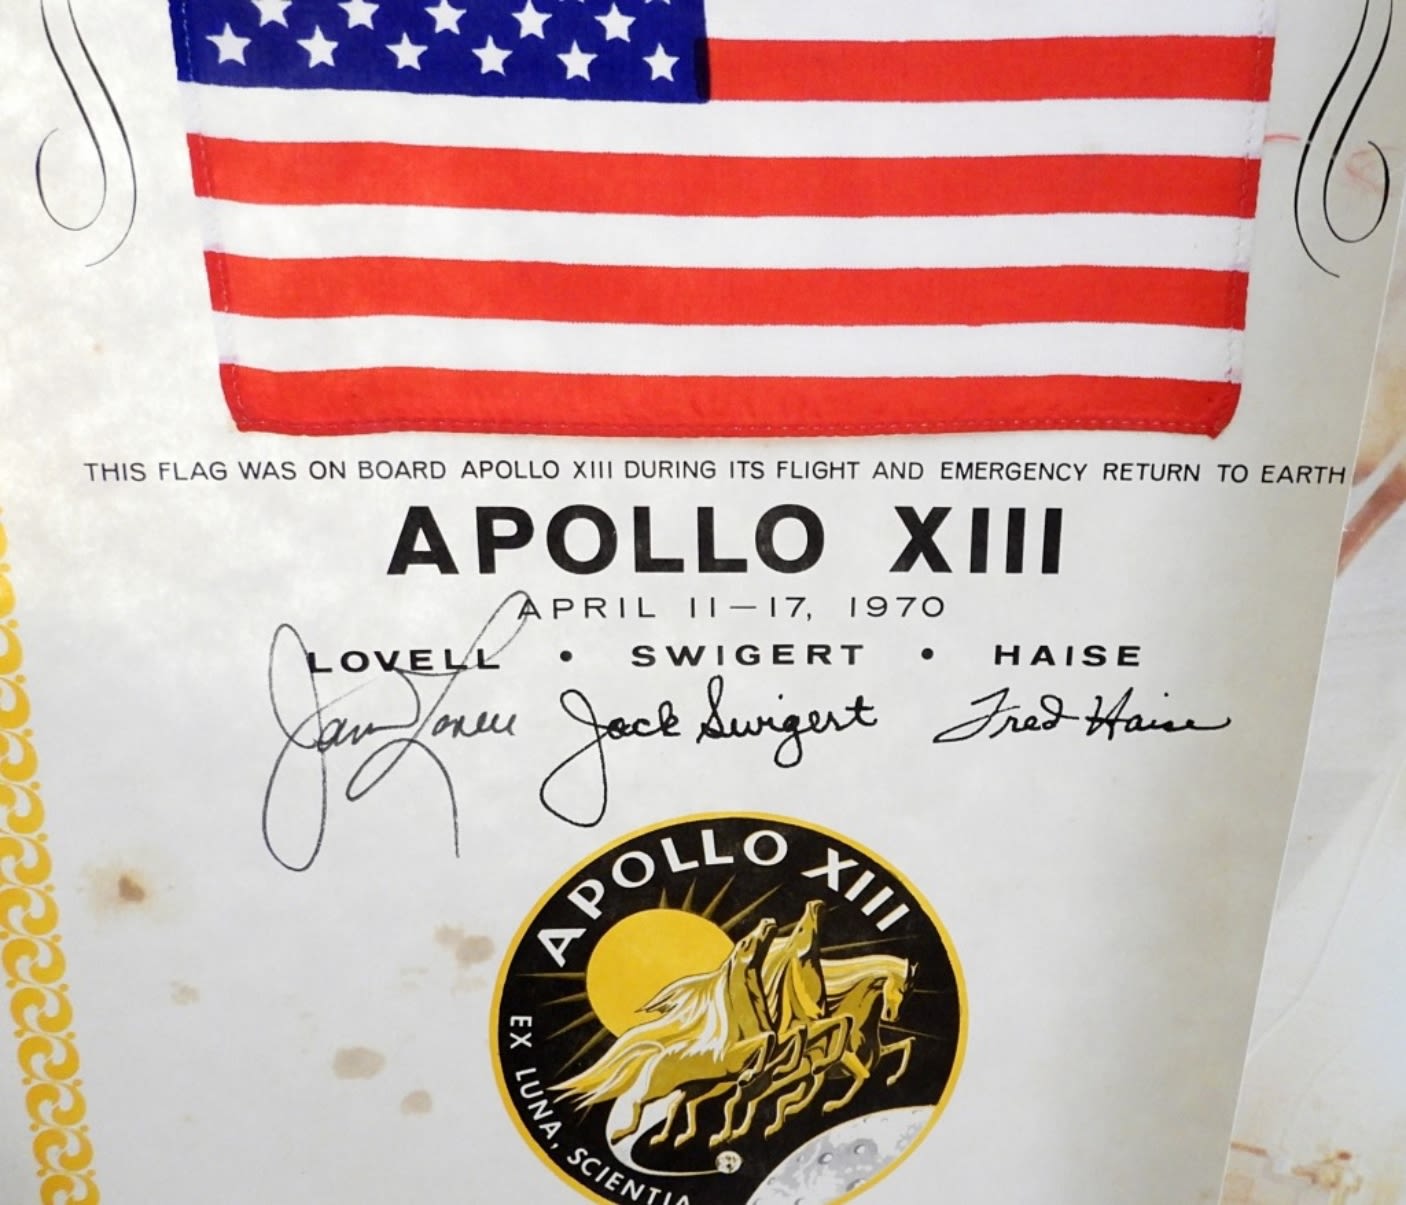 THIS FLAG WAS ON BOARD APOLLO XIII DURING ITS FLIGHT AND EMERGENCY RETURN TO EARTH
APOLLO XIII
APRIL 11—17, 1970
LOVELL • SWIGERT • HAISE
James Lovell Jack Swigert Fred Haise
APOLLO XIII
EX LUNA, SCIENTIA